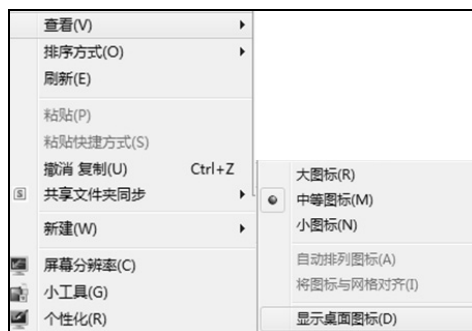 查看(V)
排序方式(O)
刷新(E)
粘贴(P)
粘贴快捷方式(S)
撤消 复制(U) Ctrl+Z
共享文件夹同步
新建(W)
屏幕分辨率(C)
小工具(G)
个性化(R)
大图标(R)
中等图标(M)
小图标(N)
自动排列图标(A)
将图标与网格对齐(I)
显示桌面图标(D)